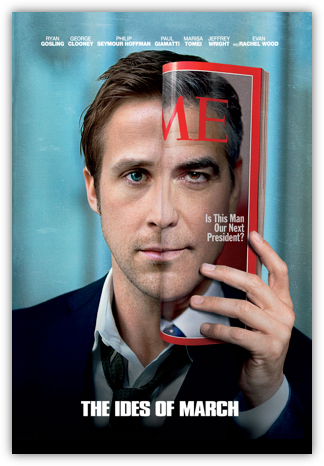 RYAN GEORGE PHILIP PAUL MARISA JEFFREY EVAN
GOSLING CLOONEY SEYMOUR HOFFMAN GIAMATTI TOMEI WRIGHT AND RACHEL WOOD
ME
Is This Man
Our Next
President?
THE IDES OF MARCH